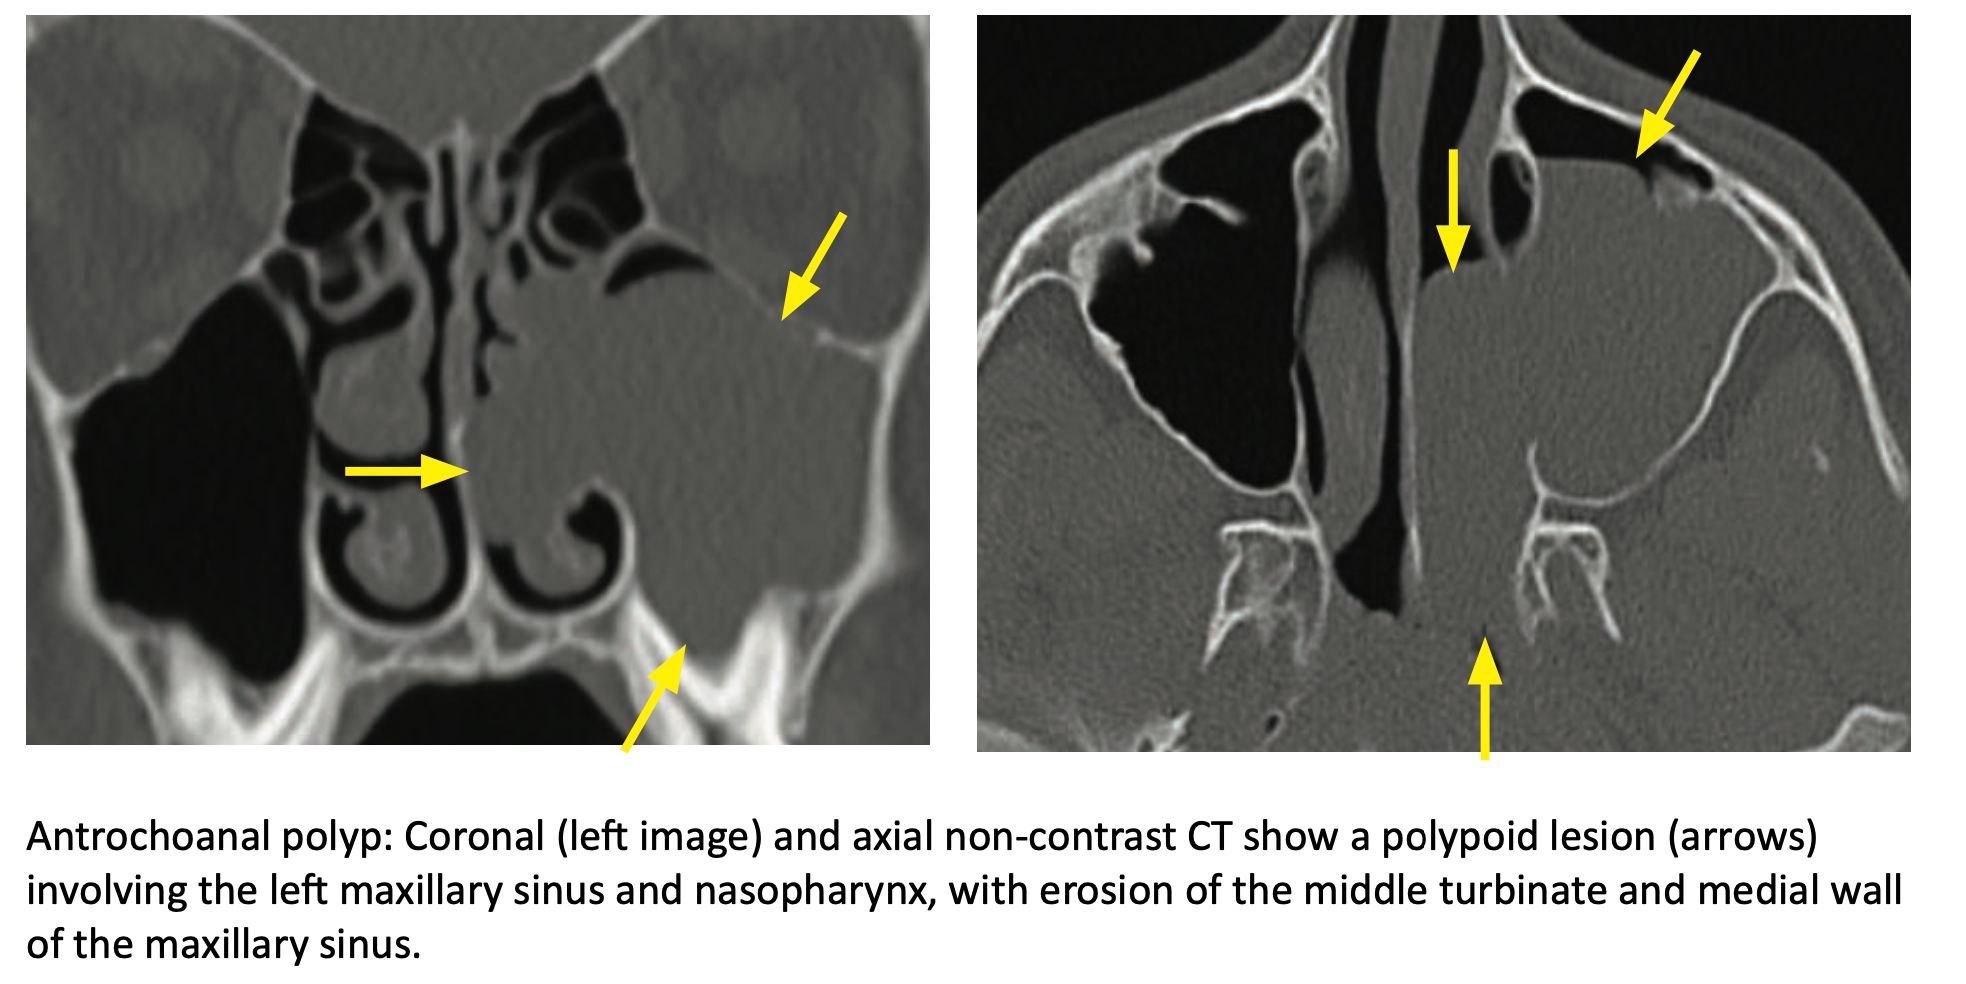 Antrochoanal polyp: Coronal (left image) and axial non-contrast CT show a polypoid lesion (arrows)
involving the left maxillary sinus and nasopharynx, with erosion of the middle turbinate and medial wall
of the maxillary sinus.